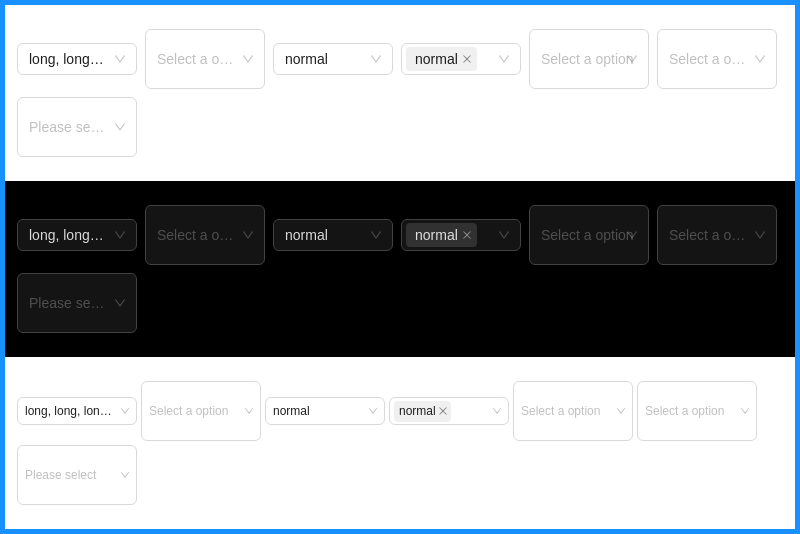 long, long… Select a o… normal normal Select a option Select a o…
Please se…
long, long… Select a o… normal normal Select a option Select a o…
Please se…
long, long, lon… Select a option normal normal Select a option Select a option
Please select